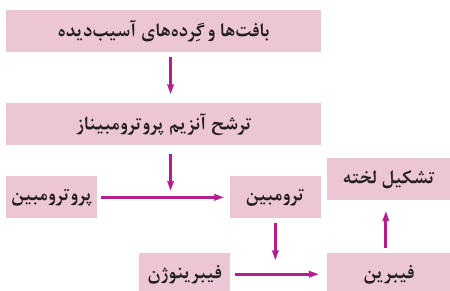 بافت‌ها و گِرده‌های آسیب‌دیده
ترشح آنزیم پروترومبیناز
تشکیل لخته
ترومبین
پروترومبین
فیبرین
فیبرینوژن